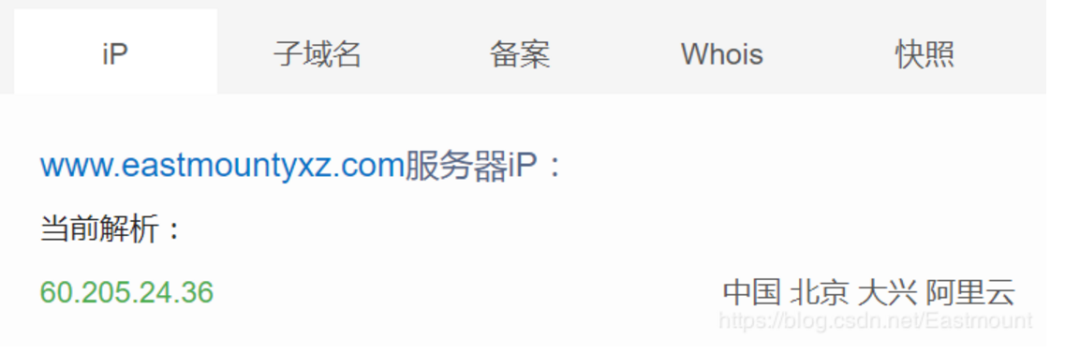 iP 子域名 备案 Whois 快照
www.eastmountyxz.com服务器iP：
当前解析：
60.205.24.36 中国 北京 大兴 阿里云
https://blog.csdn.net/Eastmount